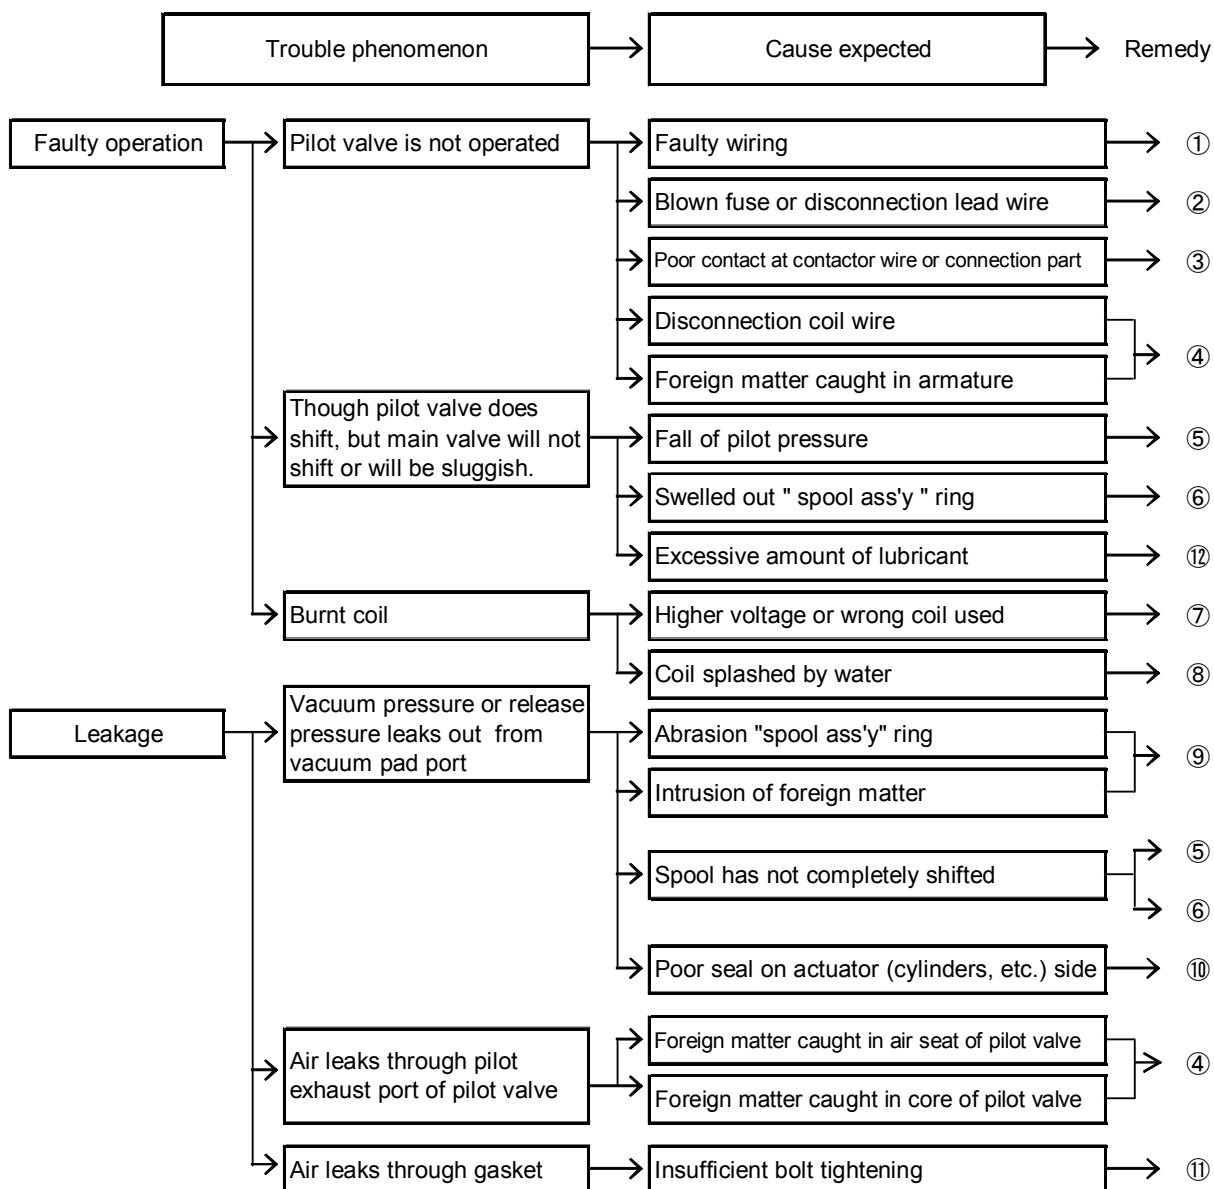 Trouble phenomenon
Cause expected
Remedy
Faulty operation
Pilot valve is not operated
Faulty wiring
①
Blown fuse or disconnection lead wire
②
Poor contact at contactor wire or connection part
③
Disconnection coil wire
Foreign matter caught in armature
④
Though pilot valve does
shift, but main valve will not
shift or will be sluggish.
Fall of pilot pressure
⑤
Swelled out " spool ass'y " ring
⑥
Excessive amount of lubricant
⑫
Burnt coil
Higher voltage or wrong coil used
⑦
Coil splashed by water
⑧
Leakage
Vacuum pressure or release
pressure leaks out from
vacuum pad port
Abrasion "spool ass'y" ring
Intrusion of foreign matter
⑨
Spool has not completely shifted
⑤
⑥
Poor seal on actuator (cylinders, etc.) side
⑩
Air leaks through pilot
exhaust port of pilot valve
Foreign matter caught in air seat of pilot valve
Foreign matter caught in core of pilot valve
④
Air leaks through gasket
Insufficient bolt tightening
⑪